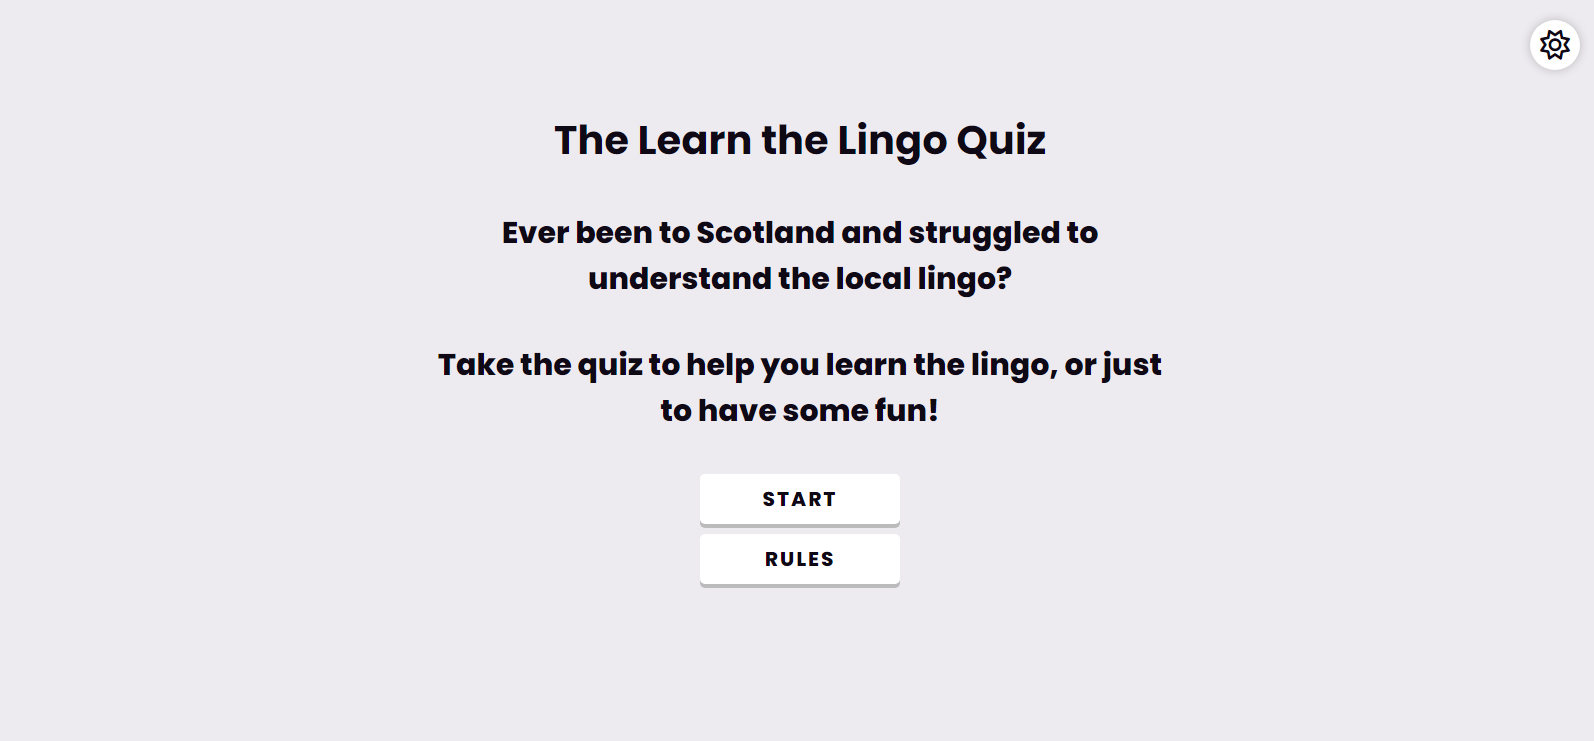 The Learn the Lingo Quiz
Ever been to Scotland and struggled to
understand the local lingo?
Take the quiz to help you learn the lingo, or just
to have some fun!
START
RULES